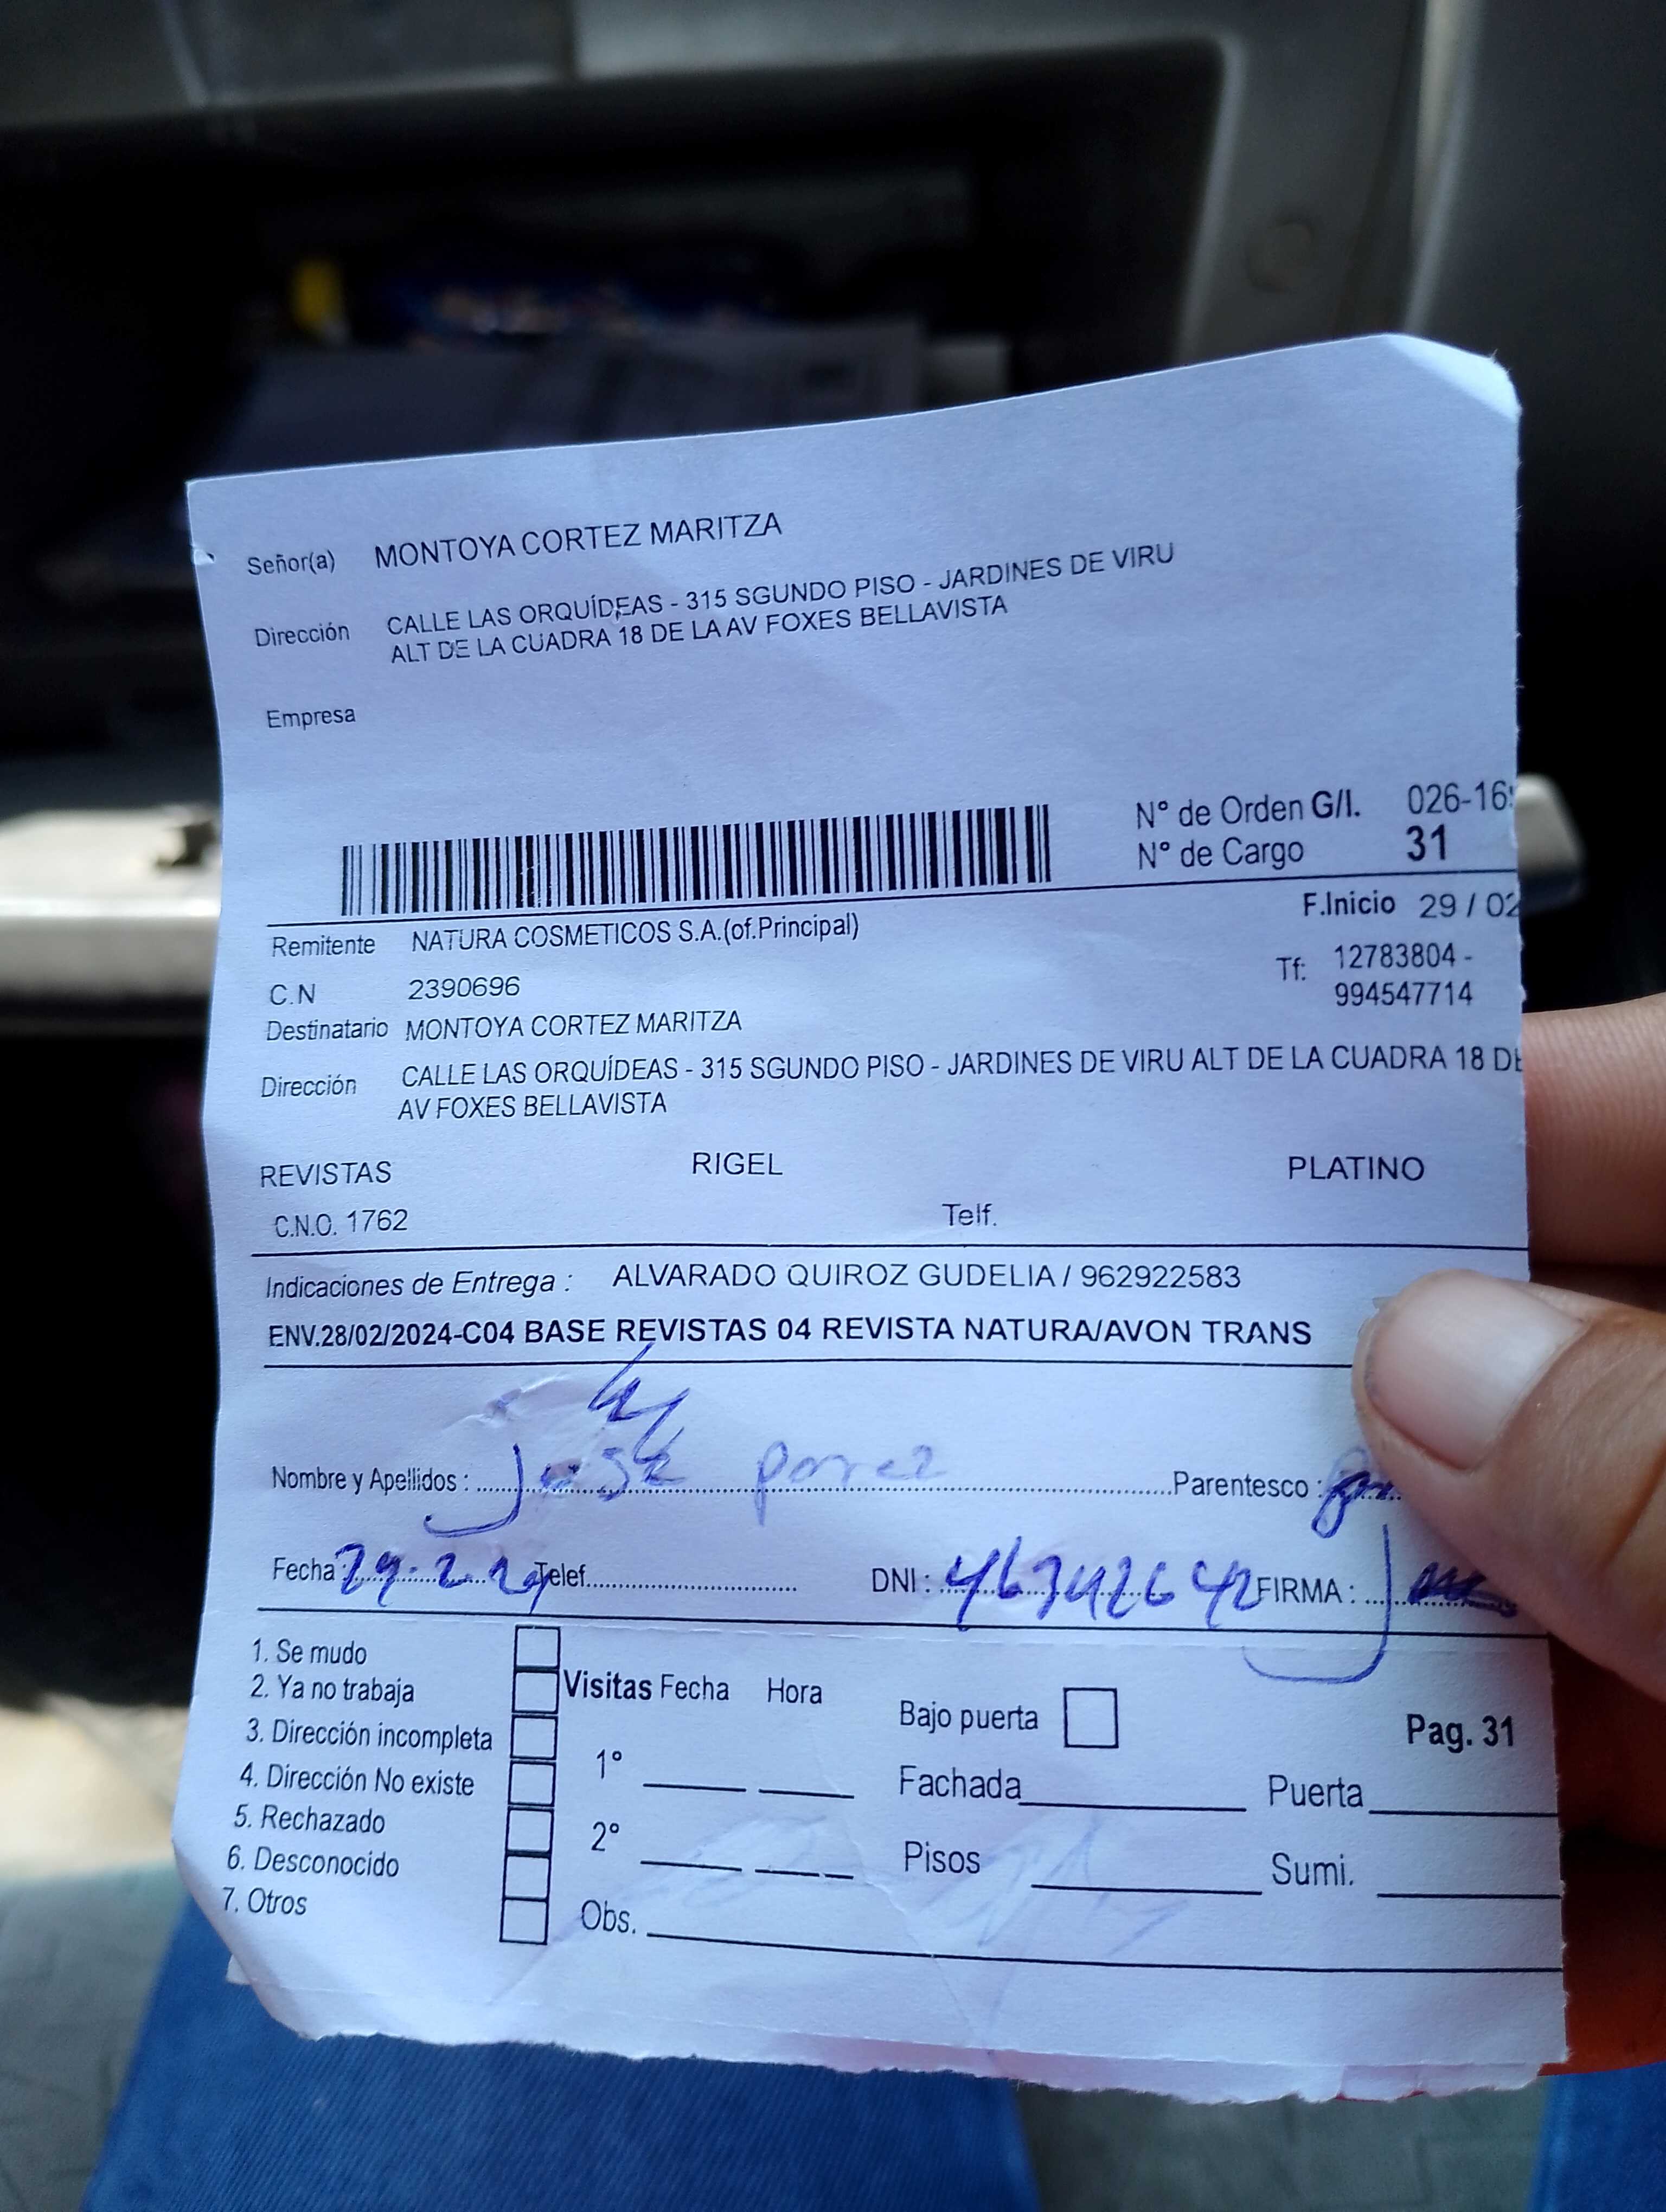 Señor(a) MONTOYA CORTEZ MARITZA
Dirección CALLE LAS ORQUÍDEAS - 315 SGUNDO PISO - JARDINES DE VIRU
ALT DE LA CUADRA 18 DE LA AV FOXES BELLAVISTA
Empresa
N° de Orden G/I. 026-16
N° de Cargo 31
F.Inicio 29 / 02
Remitente NATURA COSMETICOS S.A.(of.Principal)
Tf: 12783804 -
994547714
C.N 2390696
Destinatario MONTOYA CORTEZ MARITZA
Dirección CALLE LAS ORQUÍDEAS - 315 SGUNDO PISO - JARDINES DE VIRU ALT DE LA CUADRA 18 DE
AV FOXES BELLAVISTA
REVISTAS RIGEL PLATINO
C.N.O. 1762 Telf.
Indicaciones de Entrega : ALVARADO QUIROZ GUDELIA / 962922583
ENV.28/02/2024-C04 BASE REVISTAS 04 REVISTA NATURA/AVON TRANS
Nombre y Apellidos : José Parentesco :
Fecha Telef. DNI : FIRMA :
1. Se mudo
2. Ya no trabaja Visitas Fecha Hora Bajo puerta Pag. 31
3. Dirección incompleta
4. Dirección No existe 1° Fachada Puerta
5. Rechazado
6. Desconocido 2° Pisos Sumi.
7. Otros Obs.